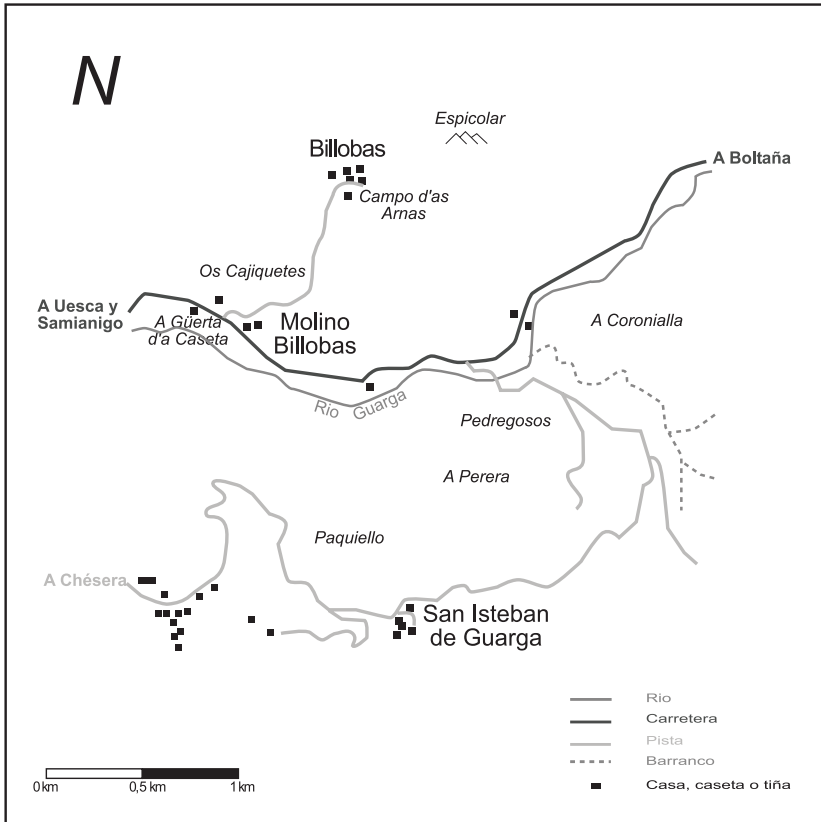 N
Espicolar
Billobas
A Boltaña
Campo d'as
Arnas
Os Cajiquetes
A Uesca y
Samianigo
A Güerta
d'a Caseta
Molino
Billobas
A Coronialla
Rio Guarga
Pedregosos
A Perera
Paquiello
A Chésera
San Isteban
de Guarga
Rio
Carretera
Pista
Barranco
Casa, caseta o tiña
0 km 0,5 km 1 km